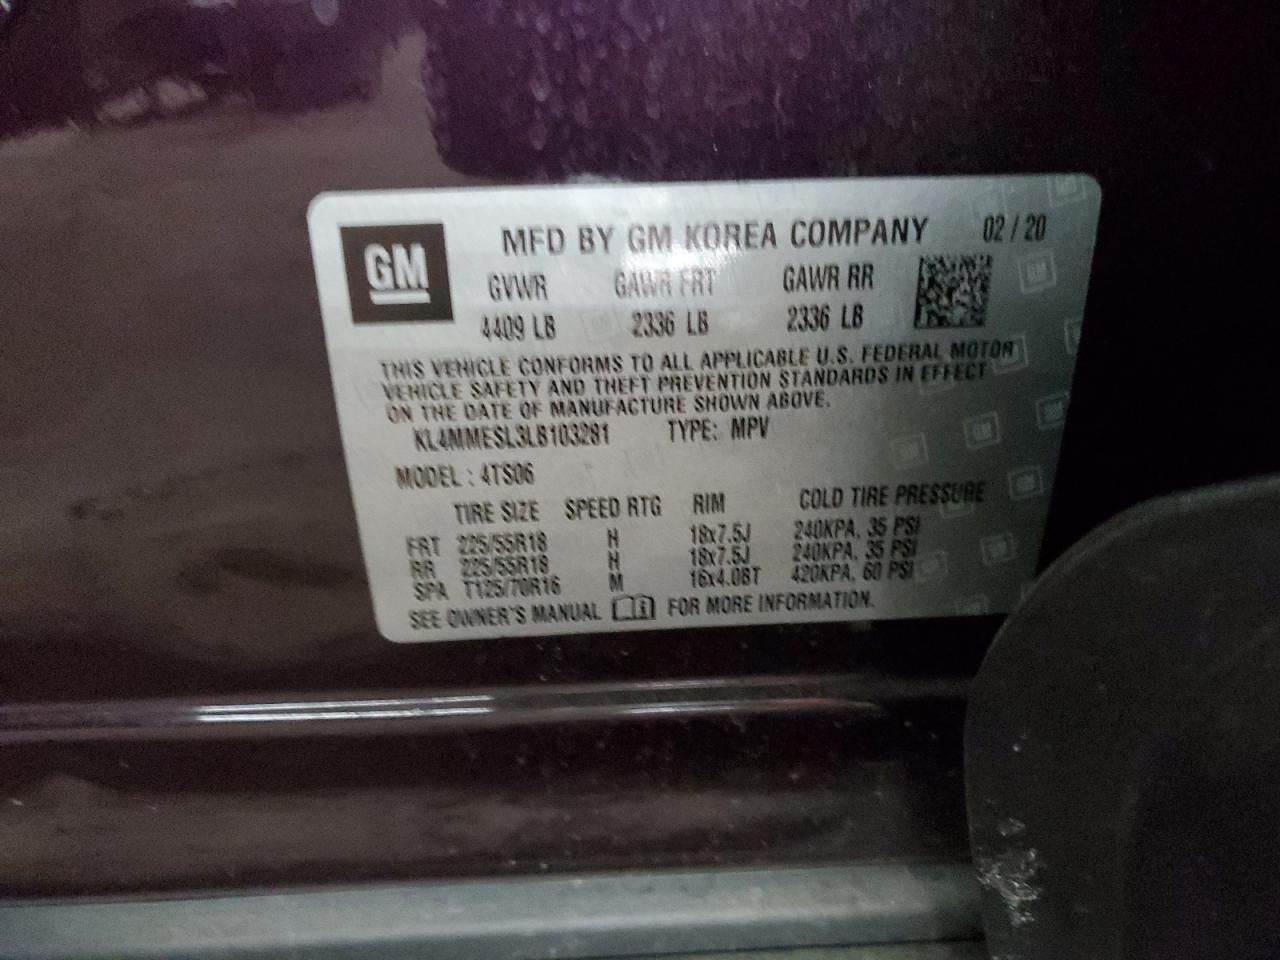 GM
MFD BY GM KOREA COMPANY 02 / 20
GVWR GAWR FRT GAWR RR
4409 LB 2336 LB 2336 LB
THIS VEHICLE CONFORMS TO ALL APPLICABLE U.S. FEDERAL MOTOR
VEHICLE SAFETY AND THEFT PREVENTION STANDARDS IN EFFECT
ON THE DATE OF MANUFACTURE SHOWN ABOVE.
KL4MMESL3LB103281 TYPE: MPV
MODEL : 4TS06
TIRE SIZE SPEED RTG RIM COLD TIRE PRESSURE
FRT 225/55R18 H 18x7.5J 240KPA, 35 PSI
RR 225/55R18 H 18x7.5J 240KPA, 35 PSI
SPA T125/70R16 M 16x4.0BT 420KPA, 60 PSI
SEE OWNER'S MANUAL FOR MORE INFORMATION.